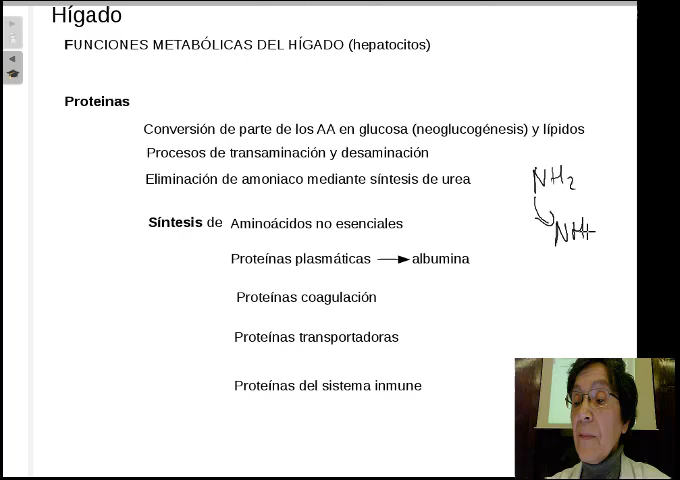 Hígado
FUNCIONES METABÓLICAS DEL HÍGADO (hepatocitos)
Proteinas
Conversión de parte de los AA en glucosa (neoglucogénesis) y lípidos
Procesos de transaminación y desaminación
Eliminación de amoniaco mediante síntesis de urea
NH2
NH
Síntesis de Aminoácidos no esenciales
Proteínas plasmáticas → albumina
Proteínas coagulación
Proteínas transportadoras
Proteínas del sistema inmune